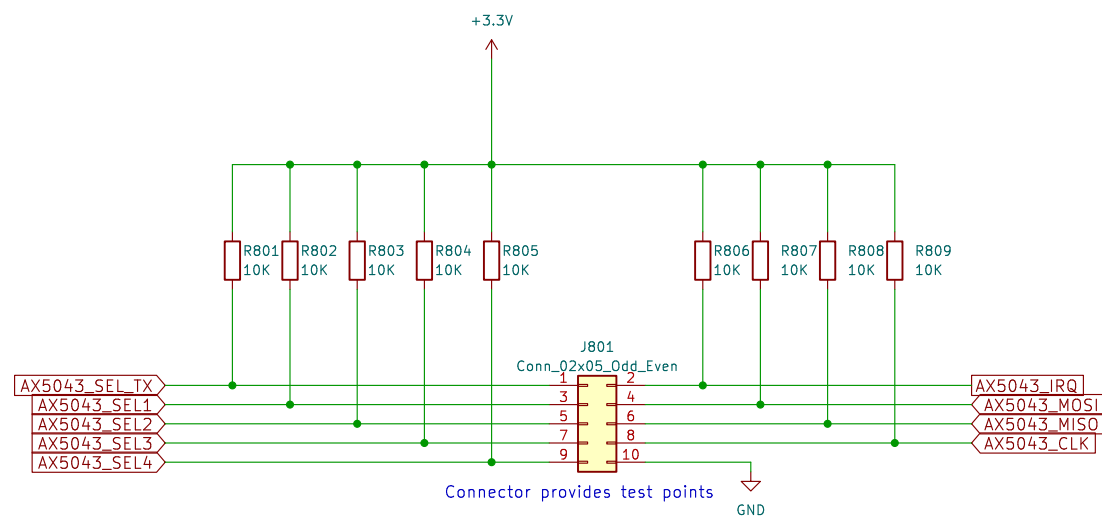 +3.3V
R801 R802 R803 R804 R805 R806 R807 R808 R809
10K 10K 10K 10K 10K 10K 10K 10K 10K
J801
Conn_02x05_Odd_Even
AX5043_SEL_TX 1 2 AX5043_IRQ
AX5043_SEL1 3 4 AX5043_MOSI
AX5043_SEL2 5 6 AX5043_MISO
AX5043_SEL3 7 8 AX5043_CLK
AX5043_SEL4 9 10
Connector provides test points
GND